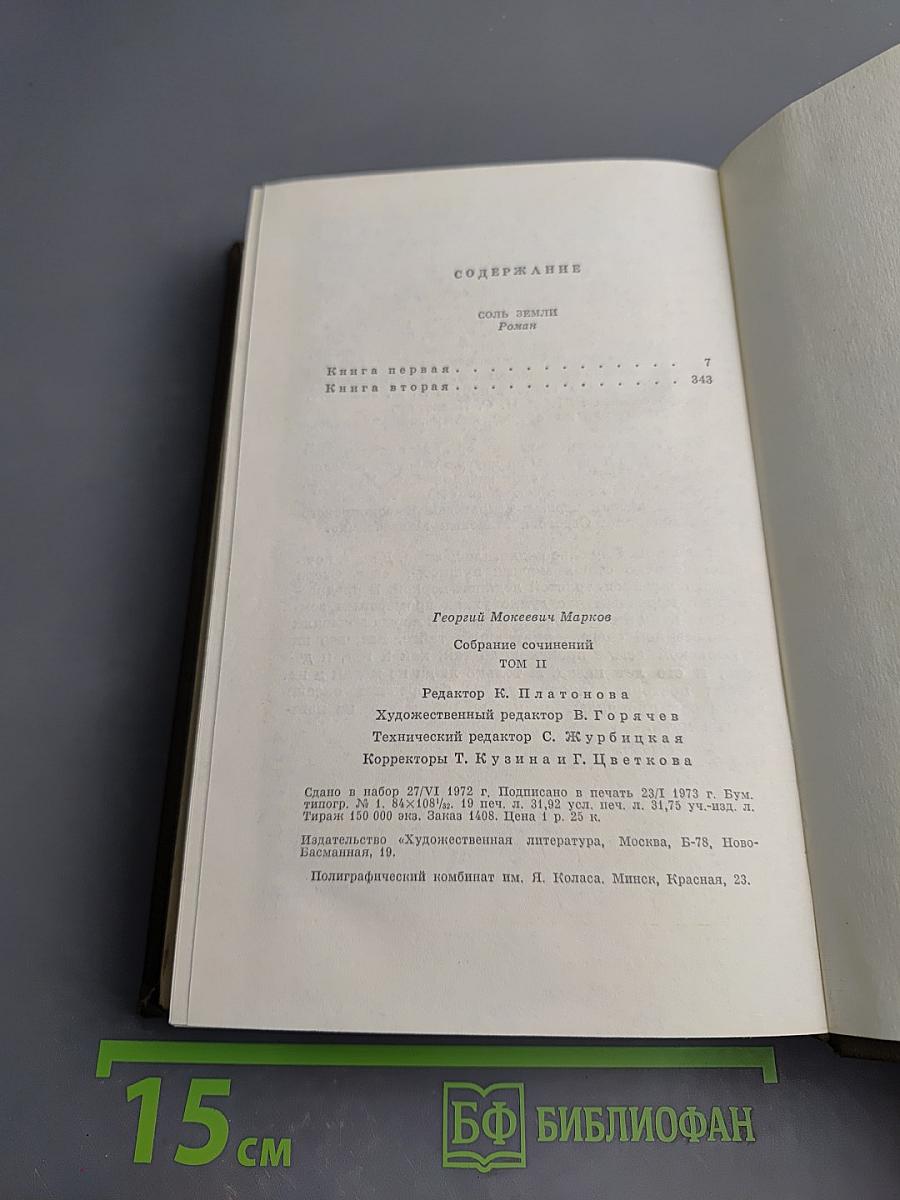 СОДЕРЖАНИЕ
СОЛЬ ЗЕМЛИ
Роман
Книга первая . . . . . . . . . . . . . 7
Книга вторая . . . . . . . . . . . . . 343
Георгий Мокеевич Марков
Собрание сочинений
ТОМ II
Редактор К. Платонова
Художественный редактор В. Горячев
Технический редактор С. Журбицкая
Корректоры Т. Кузина и Г. Цветкова
Сдано в набор 27/VI 1972 г. Подписано в печать 23/I 1973 г. Бум.
типогр. № 1. 84×108¹/₃₂. 19 печ. л. 31,92 усл. печ. л. 31,75 уч.-изд. л.
Тираж 150 000 экз. Заказ 1408. Цена 1 р. 25 к.
Издательство «Художественная литература, Москва, Б-78, Ново-
Басманная, 19.
Полиграфический комбинат им. Я. Коласа. Минск, Красная, 23.
15 см
БФ БИБЛИОФАН